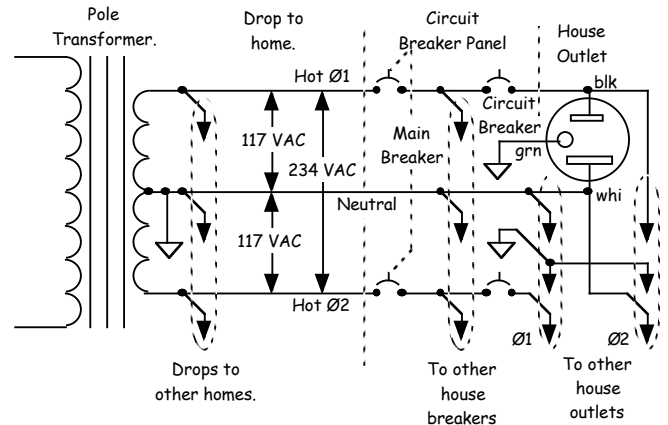 Pole
Transformer.
Drop to
home.
Circuit
Breaker Panel
House
Outlet
Hot Ø1
blk
117 VAC
234 VAC
Main
Breaker
Circuit
Breaker
grn
Neutral
whi
117 VAC
Hot Ø2
Ø1
Ø2
Drops to
other homes.
To other
house
breakers
To other
house
outlets